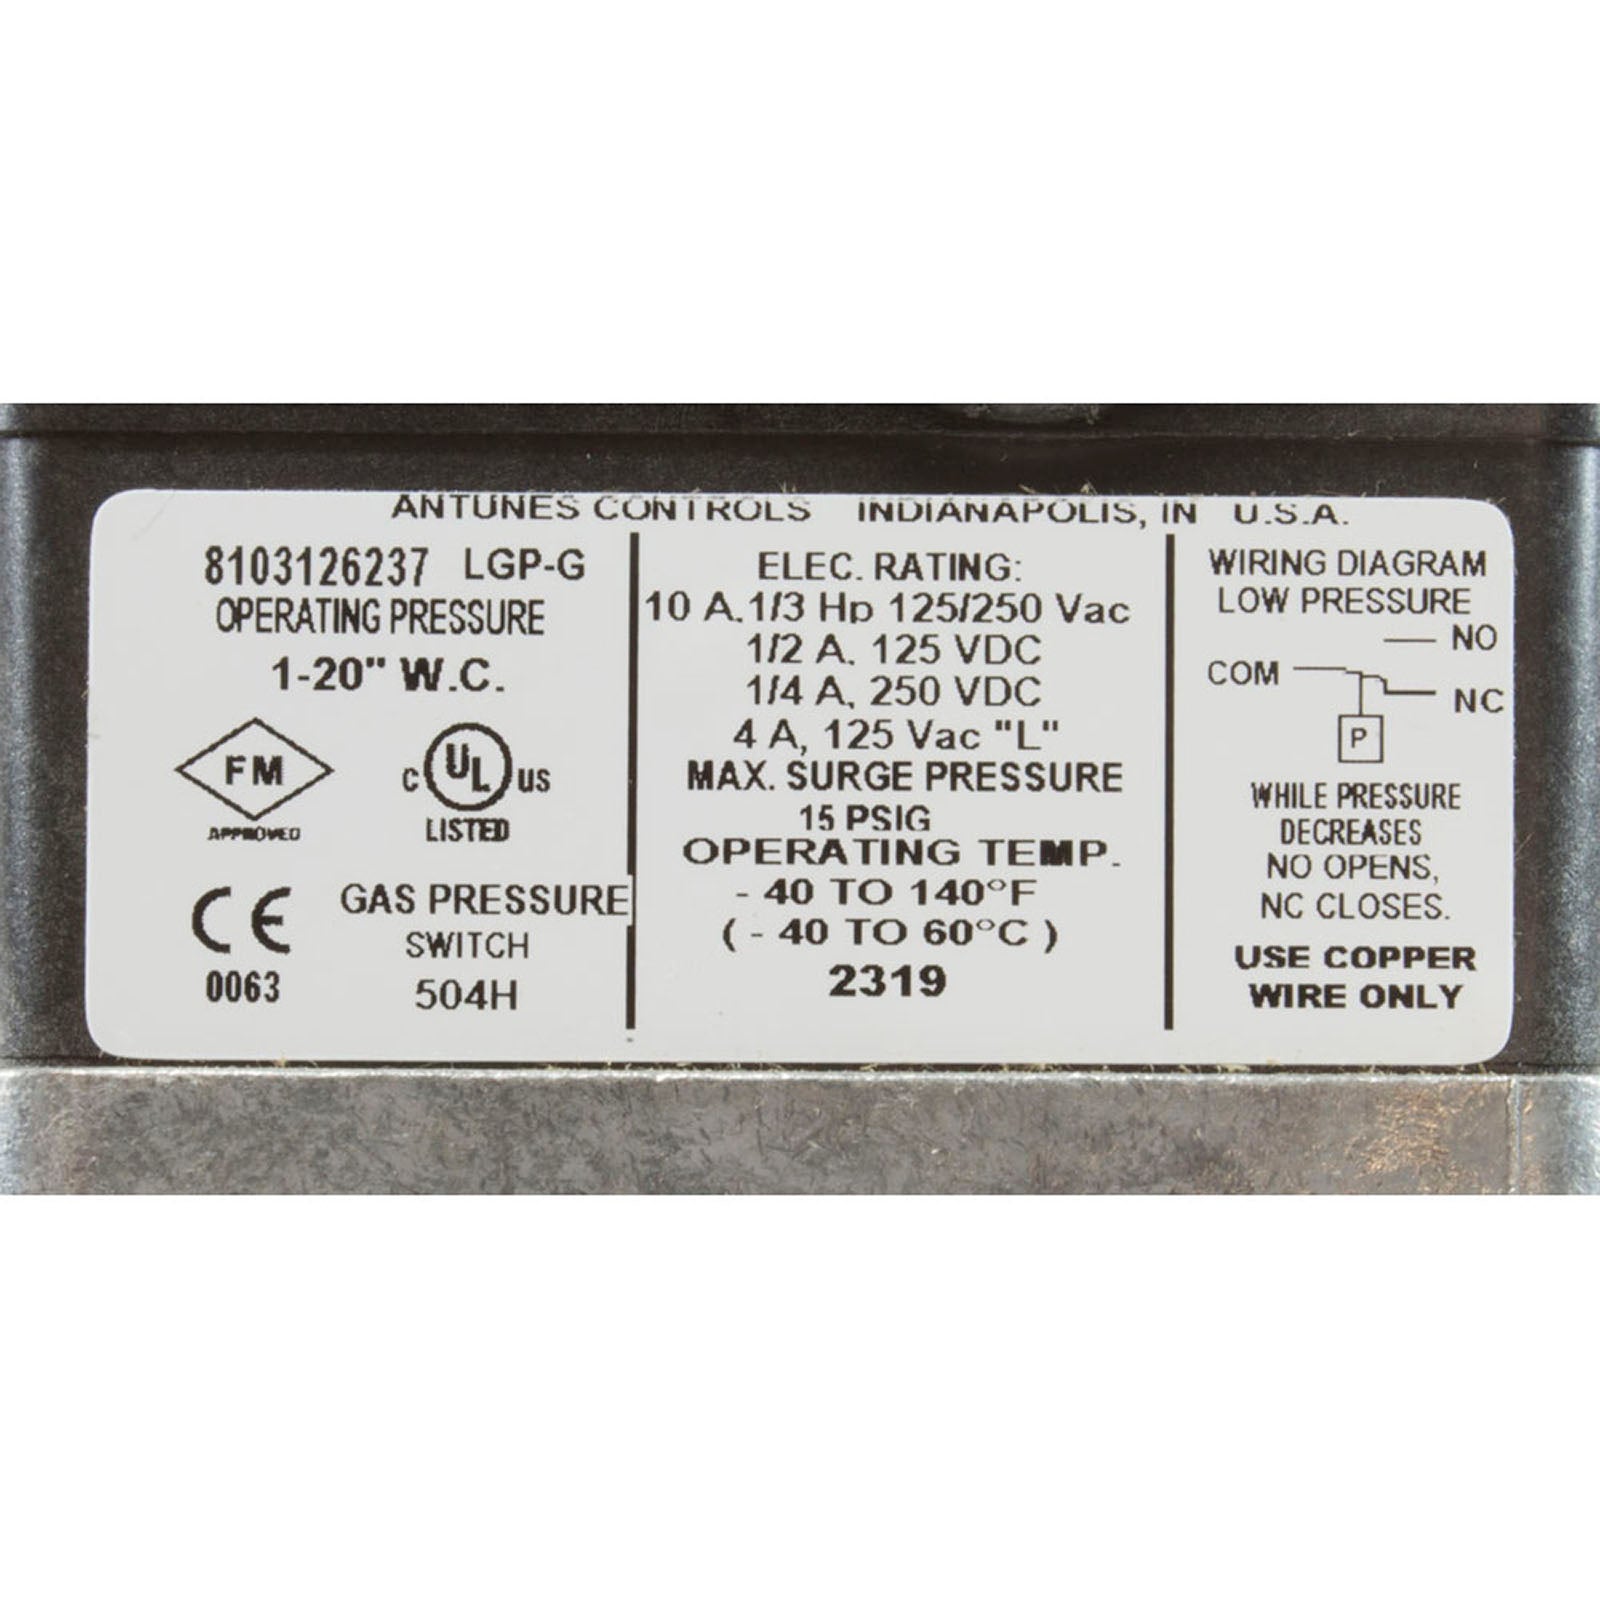 ANTUNES CONTROLS INDIANAPOLIS, IN U.S.A.
8103126237 LGP-G
OPERATING PRESSURE
1-20" W.C.
FM
APPROVED
C UL US
LISTED
CE
0063
GAS PRESSURE
SWITCH
504H
ELEC. RATING:
10 A.1/3 Hp 125/250 Vac
1/2 A. 125 VDC
1/4 A, 250 VDC
4 A, 125 Vac "L"
MAX. SURGE PRESSURE
15 PSIG
OPERATING TEMP.
- 40 TO 140°F
( - 40 TO 60°C )
2319
WIRING DIAGRAM
LOW PRESSURE
NO
COM
NC
P
WHILE PRESSURE
DECREASES
NO OPENS,
NC CLOSES.
USE COPPER
WIRE ONLY